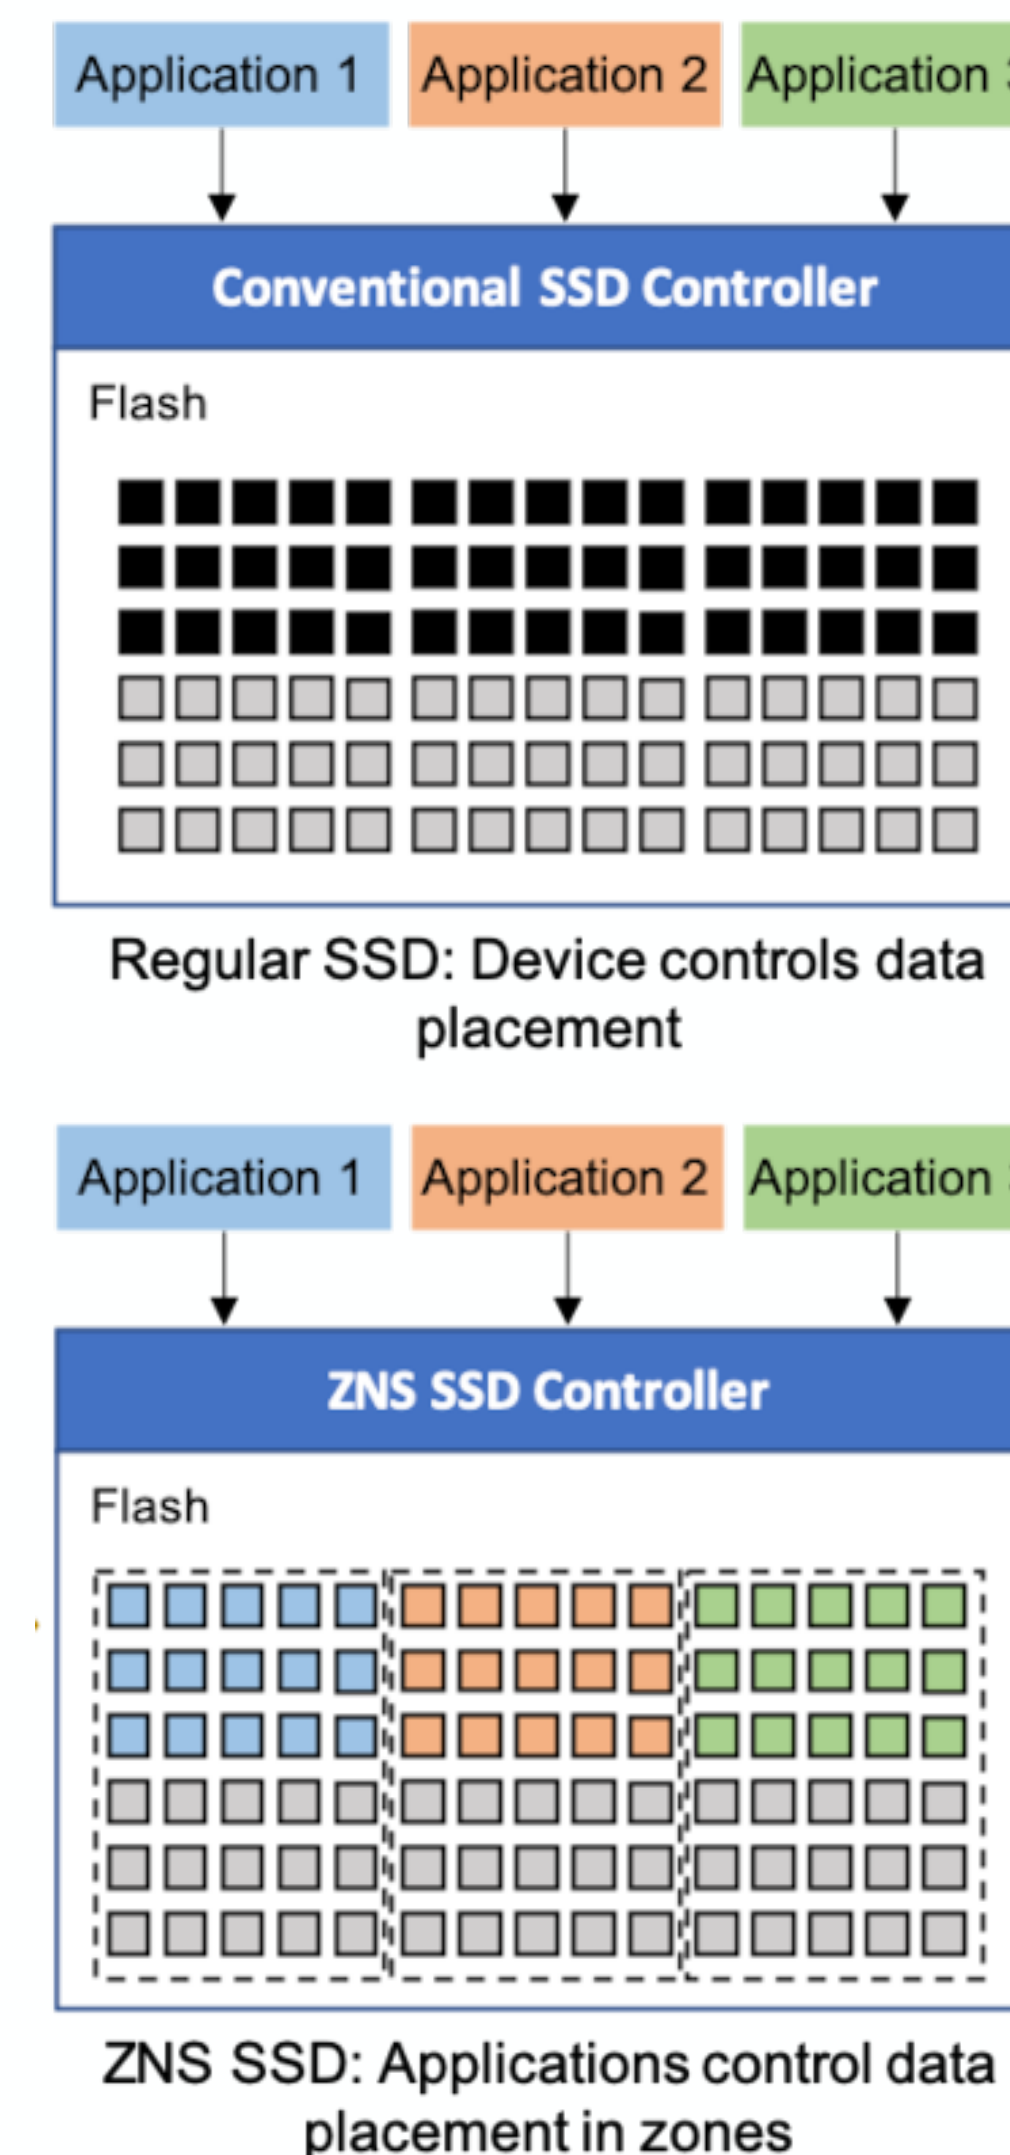 Application 1
Application 2
Application
Conventional SSD Controller
Flash
Regular SSD: Device controls data
placement
Application 1
Application 2
Application
ZNS SSD Controller
Flash
ZNS SSD: Applications control data
placement in zones